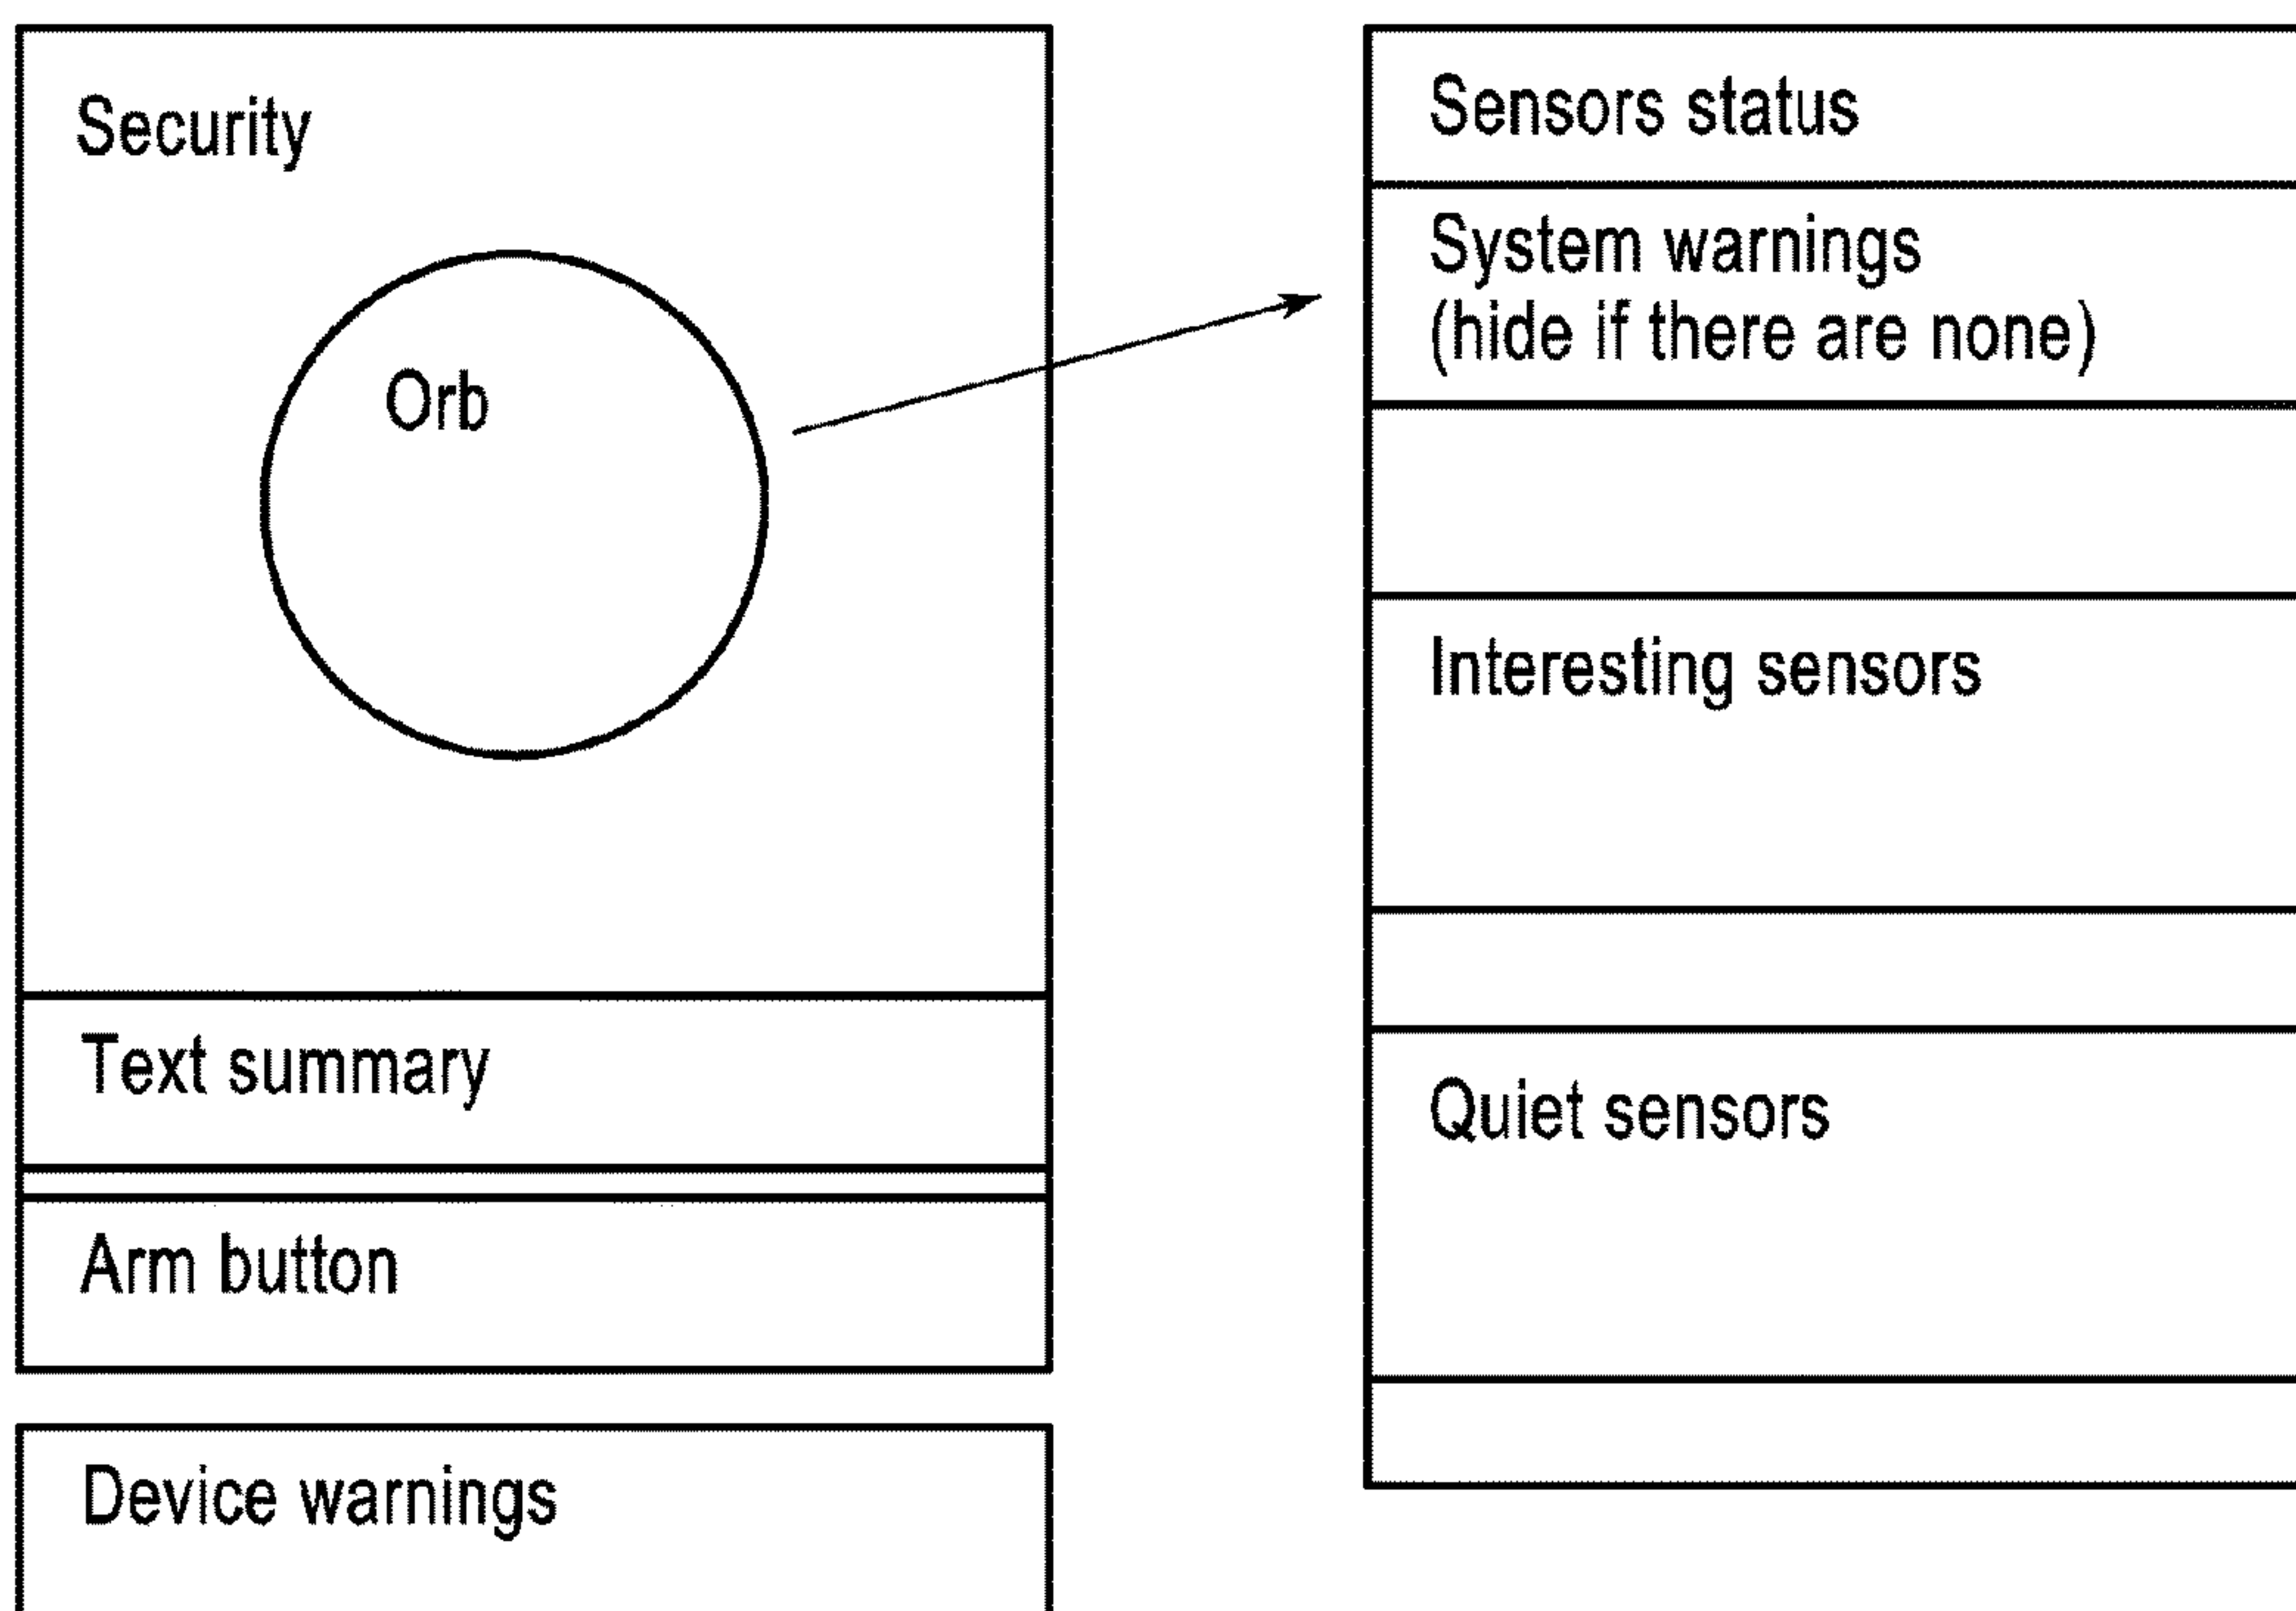 Security
Orb
Text summary
Arm button
Device warnings
Sensors status
System warnings
(hide if there are none)
Interesting sensors
Quiet sensors